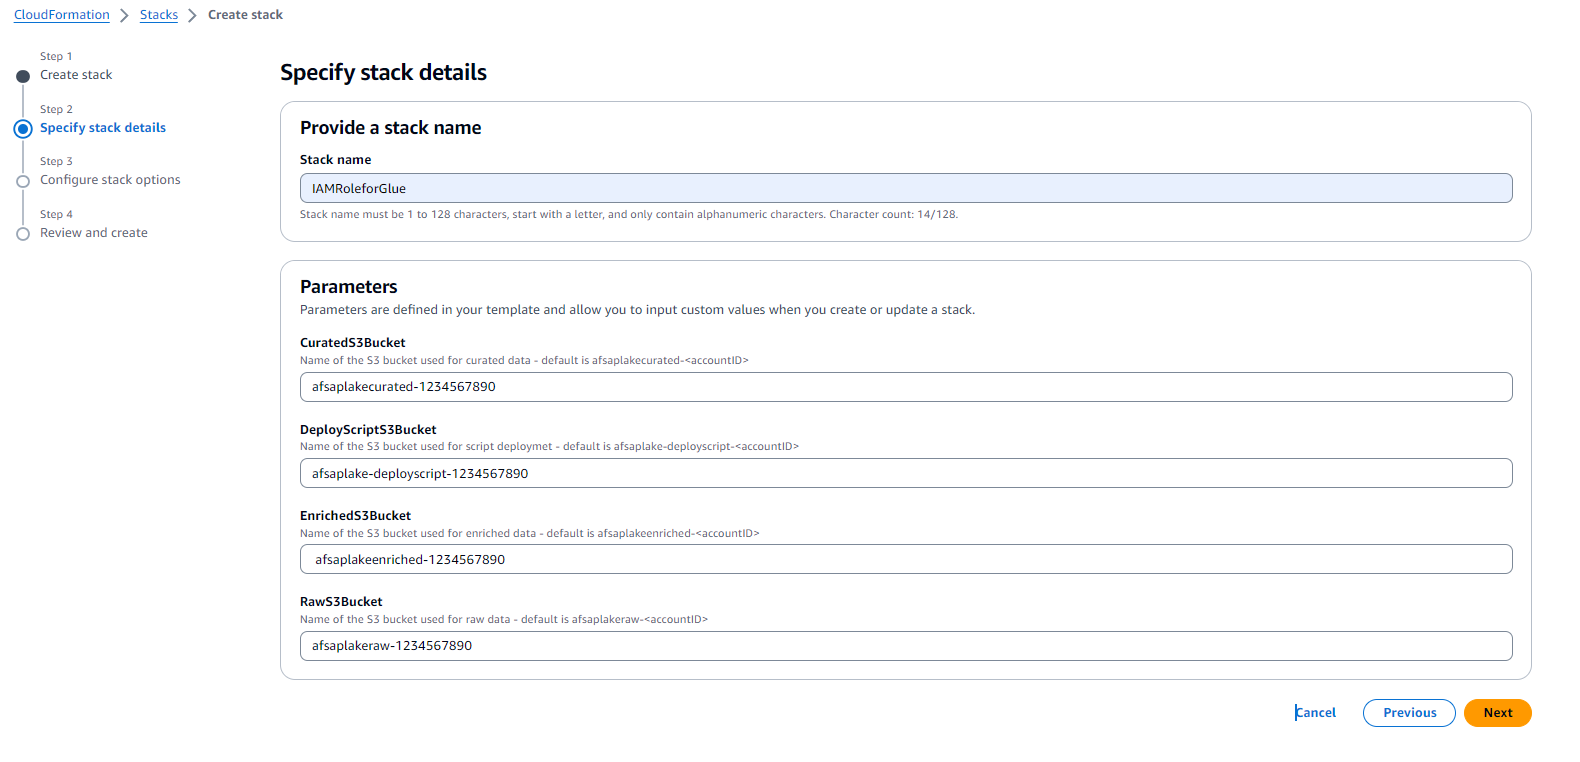 CloudFormation > Stacks > Create stack
Step 1
Create stack
Step 2
Specify stack details
Step 3
Configure stack options
Step 4
Review and create
Specify stack details
Provide a stack name
Stack name
IAMRoleforGlue
Stack name must be 1 to 128 characters, start with a letter, and only contain alphanumeric characters. Character count: 14/128.
Parameters
Parameters are defined in your template and allow you to input custom values when you create or update a stack.
CuratedS3Bucket
Name of the S3 bucket used for curated data - default is afsaplakecurated-<accountID>
afsaplakecurated-1234567890
DeployScriptS3Bucket
Name of the S3 bucket used for script deploymet - default is afsaplake-deployscript-<accountID>
afsaplake-deployscript-1234567890
EnrichedS3Bucket
Name of the S3 bucket used for enriched data - default is afsaplakeenriched-<accountID>
afsaplakeenriched-1234567890
RawS3Bucket
Name of the S3 bucket used for raw data - default is afsaplakeraw-<accountID>
afsaplakeraw-1234567890
Cancel Previous Next